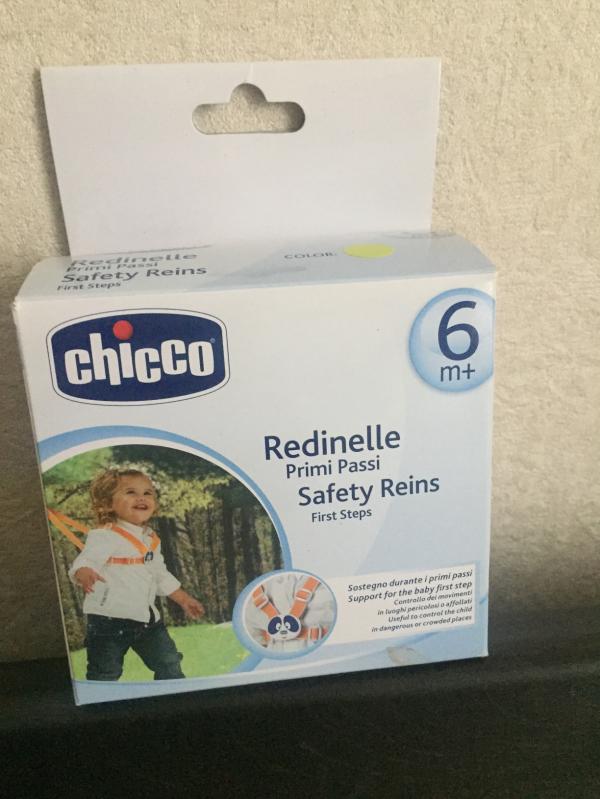 Redinelle
Primi Passi
Safety Reins
First Steps
COLOR:
chicco
6
m+
Redinelle
Primi Passi
Safety Reins
First Steps
Sostegno durante i primi passi
Support for the baby first step
Controllo dei movimenti
in luoghi pericolosi o affollati
Useful to control the child
in dangerous or crowded places